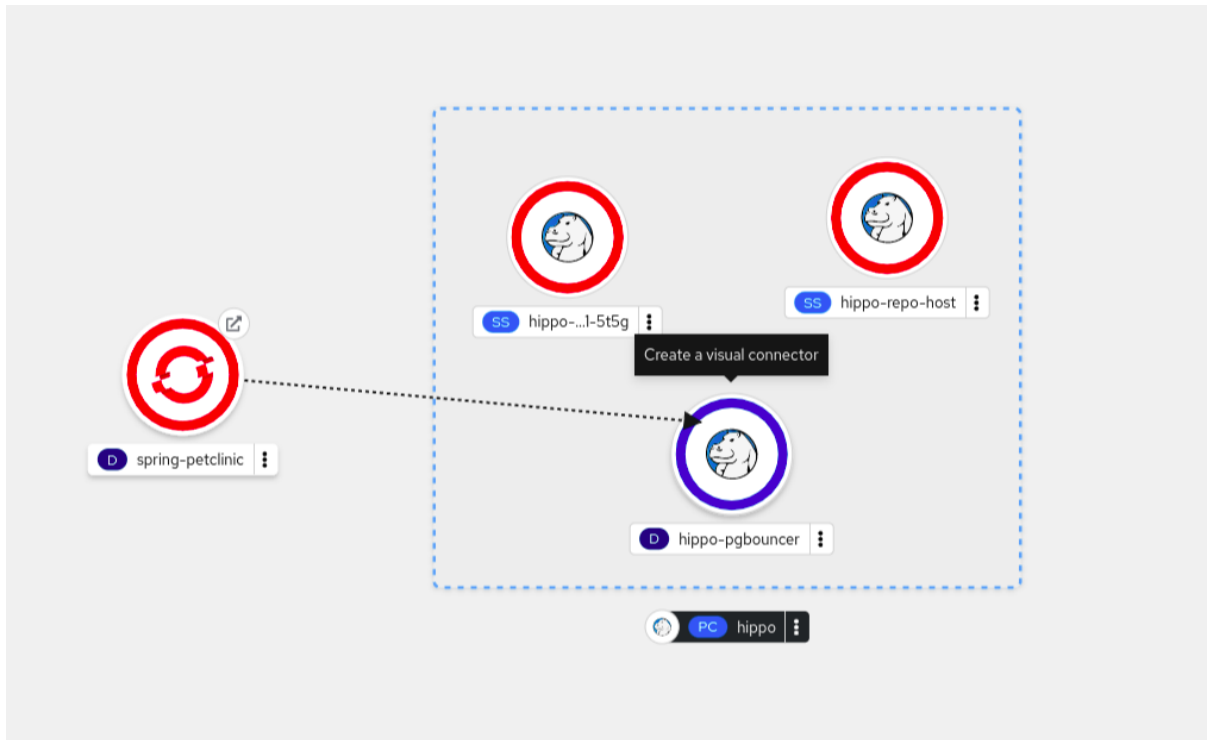 SS hippo-...1-5t5g
SS hippo-repo-host
Create a visual connector
D spring-petclinic
D hippo-pgbouncer
PC hippo